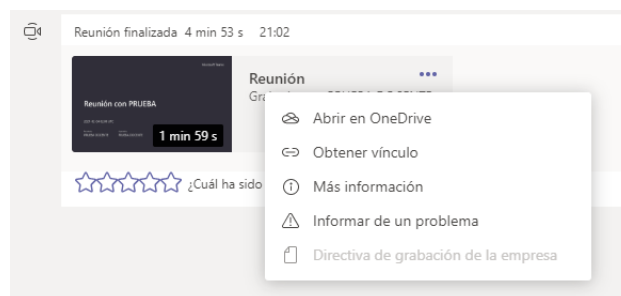 Reunión finalizada 4 min 53 s 21:02
Reunión con PRUEBA
1 min 59 s
Reunión
Abrir en OneDrive
Obtener vínculo
Más información
Informar de un problema
Directiva de grabación de la empresa
¿Cuál ha sido